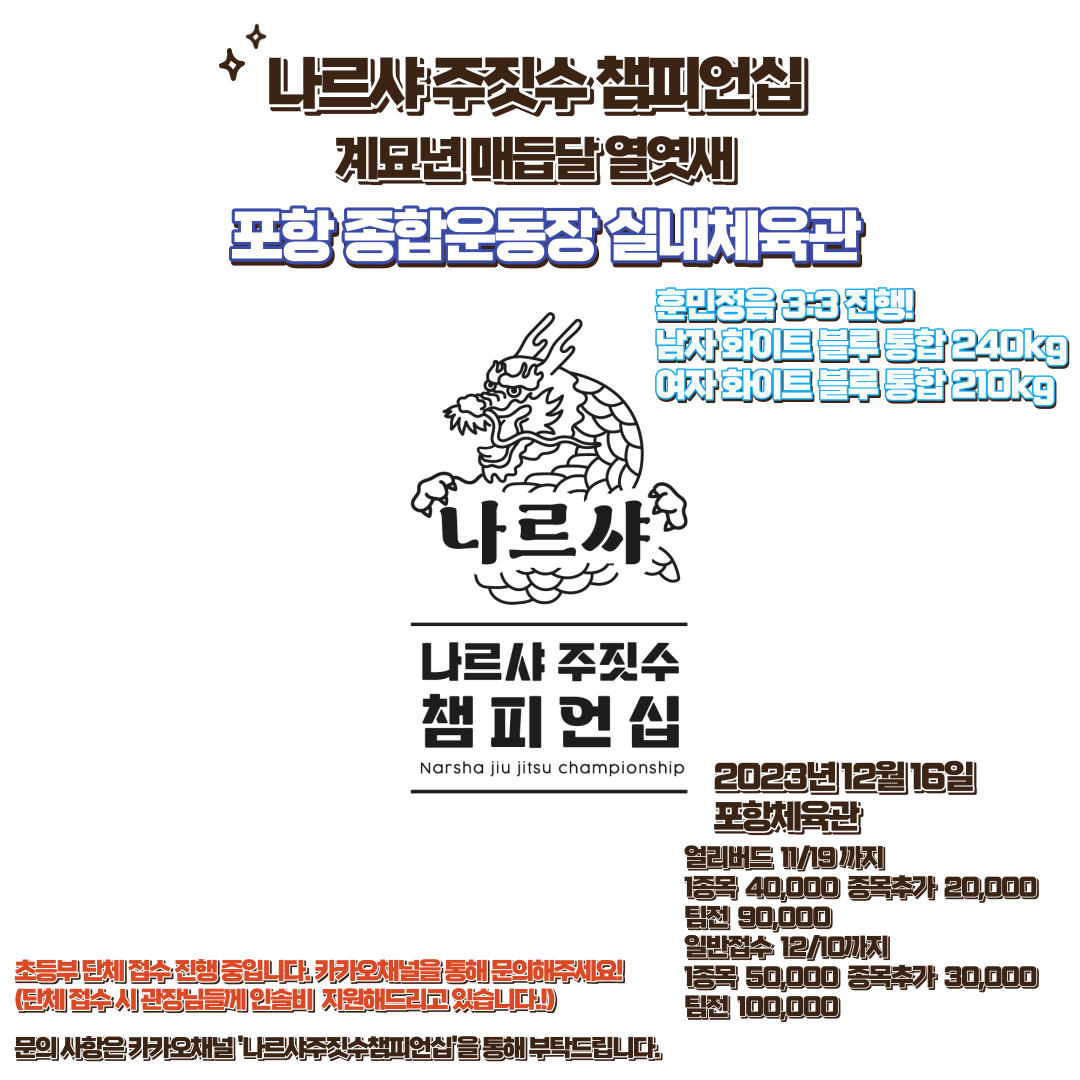 나르샤 주짓수 챔피언십
계묘년 매듭달 열엿새
포항 종합운동장 실내체육관
훈민정음 3:3 진행!
남자 화이트 블루 통합 240kg
여자 화이트 블루 통합 210kg
나르샤
나르샤 주짓수
챔피언십
Narsha jiu jitsu championship
2023년 12월 16일
포항체육관
얼리버드 11/19 까지
1종목 40,000 종목추가 20,000
팀전 90,000
일반접수 12/10까지
1종목 50,000 종목추가 30,000
팀전 100,000
초등부 단체 접수 진행 중입니다. 카카오채널을 통해 문의해주세요!
(단체 접수 시 관장님들께 인솔비 지원해드리고 있습니다.!)
문의 사항은 카카오채널 '나르샤주짓수챔피언십'을 통해 부탁드립니다.